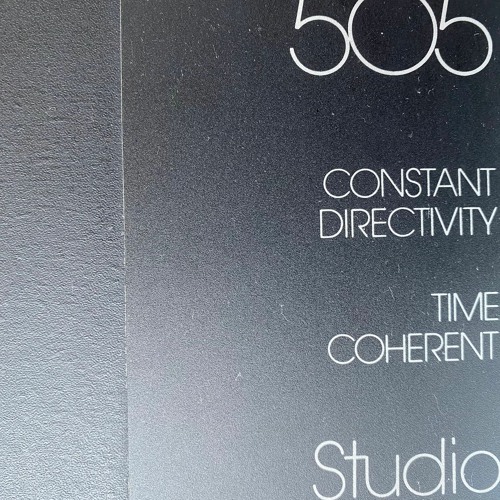 505
CONSTANT
DIRECTIVITY
TIME
COHERENT
Studio